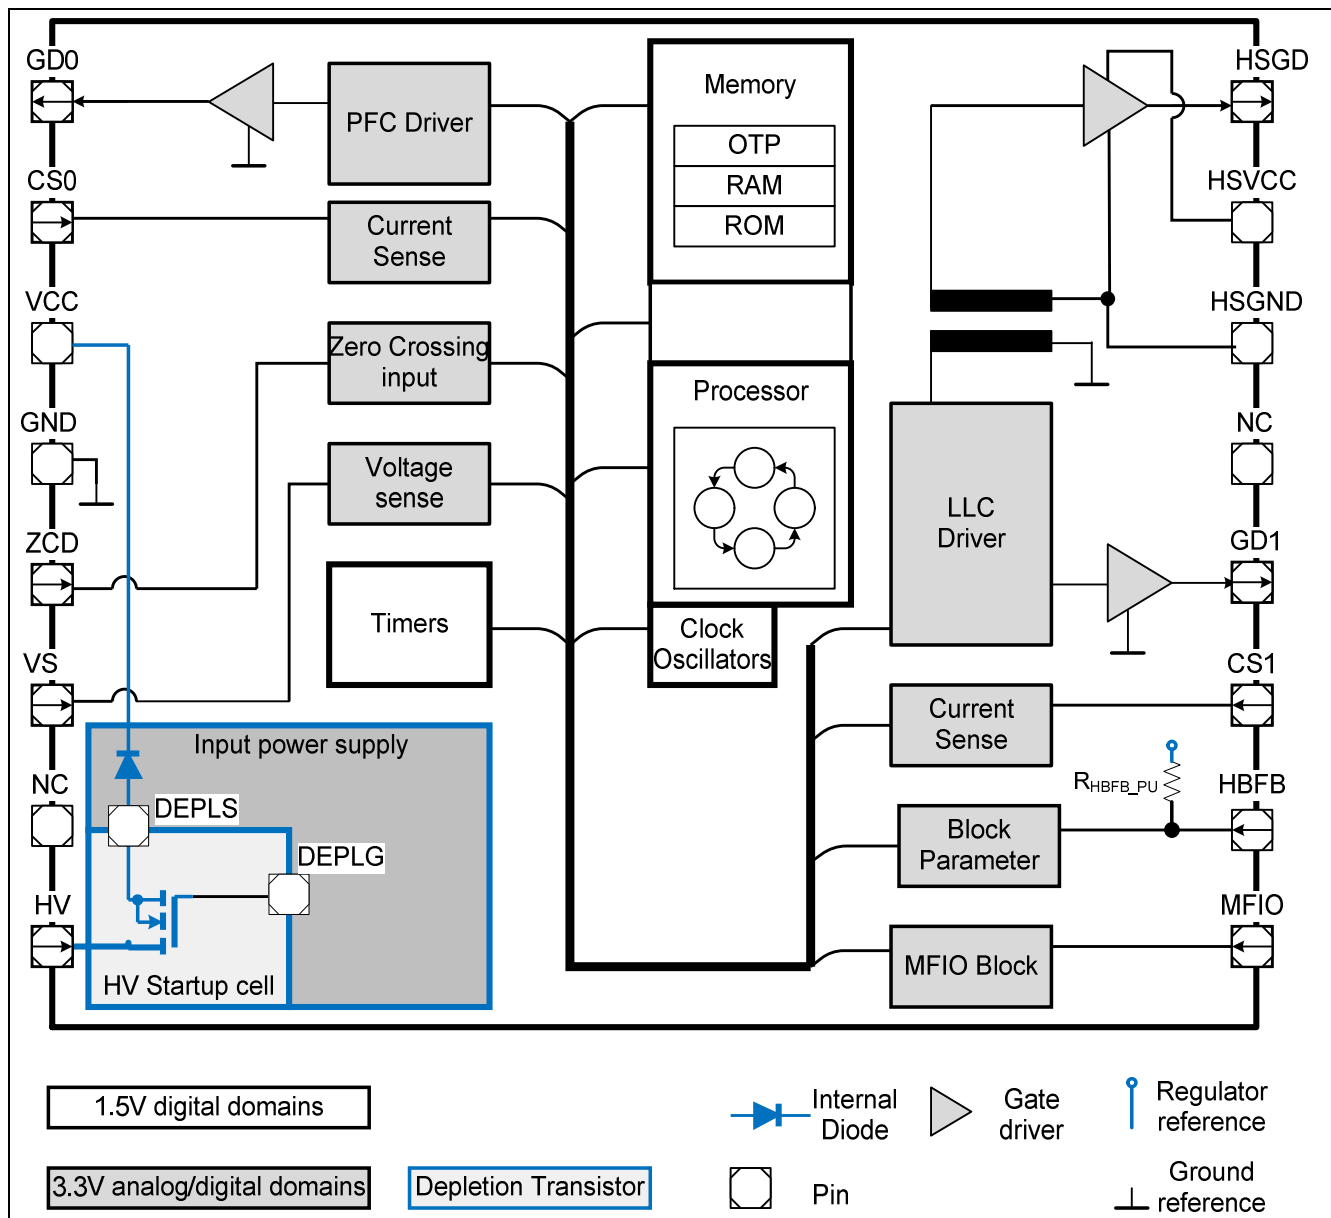 GD0
CS0
VCC
GND
ZCD
VS
NC
HV
PFC Driver
Current
Sense
Zero Crossing
input
Voltage
sense
Timers
Input power supply
DEPLS
DEPLG
HV Startup cell
Memory
OTP
RAM
ROM
Processor
Clock
Oscillators
LLC
Driver
Current
Sense
RHBFB_PU
Block
Parameter
MFIO Block
HSGD
HSVCC
HSGND
NC
GD1
CS1
HBFB
MFIO
1.5V digital domains
3.3V analog/digital domains
Depletion Transistor
Internal
Diode
Gate
driver
Regulator
reference
Pin
Ground
reference